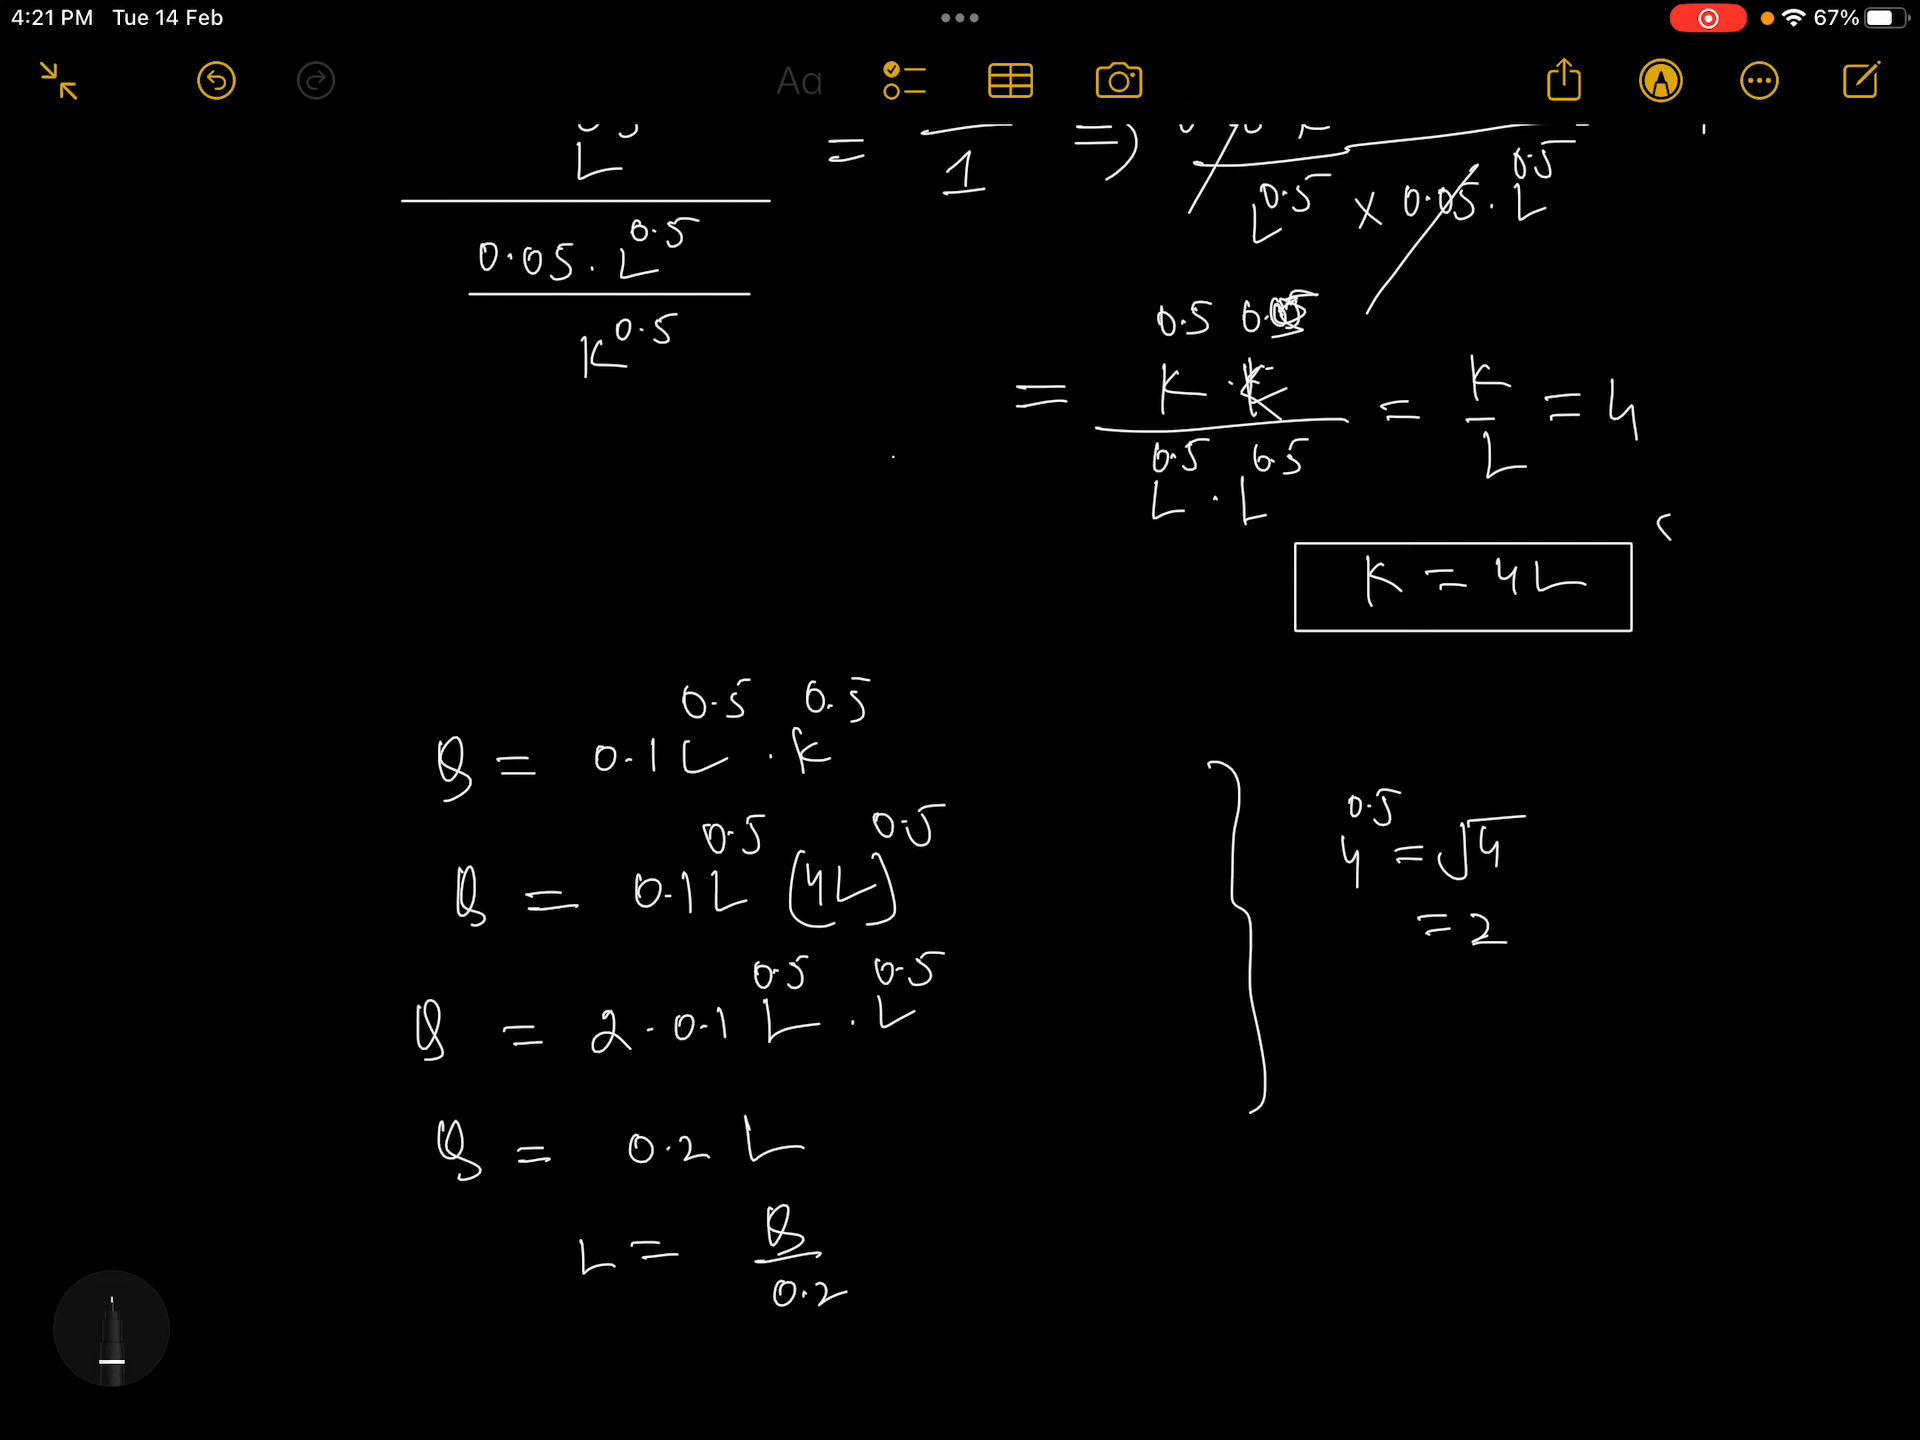 4:21 PM Tue 14 Feb
67%
Aa
L = 1 =>
0.05 . L^0.5
K^0.5
L^0.5 × 0.05 . L^0.5
= K^0.5 . K^0.5 / L^0.5 . L^0.5 = K / L = 4
K = 4L
Q = 0.1 L^0.5 . K^0.5
Q = 0.1 L^0.5 (4L)^0.5
Q = 2 . 0.1 L^0.5 . L^0.5
Q = 0.2 L
L = Q / 0.2
4^0.5 = √4
= 2